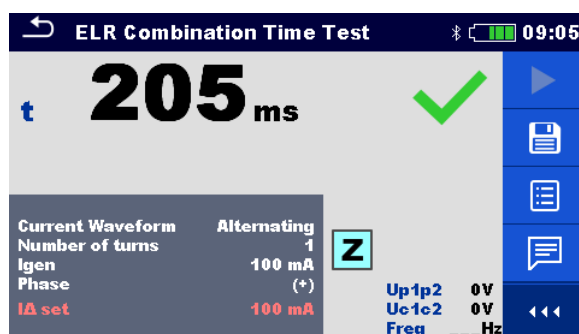 ELR Combination Time Test 09:05
t 205 ms
Current Waveform Alternating
Number of turns 1
Igen 100 mA
Phase (+)
IΔ set 100 mA
Z
Up1p2 0V
Uc1c2 0V
Freq _ _._ _ Hz